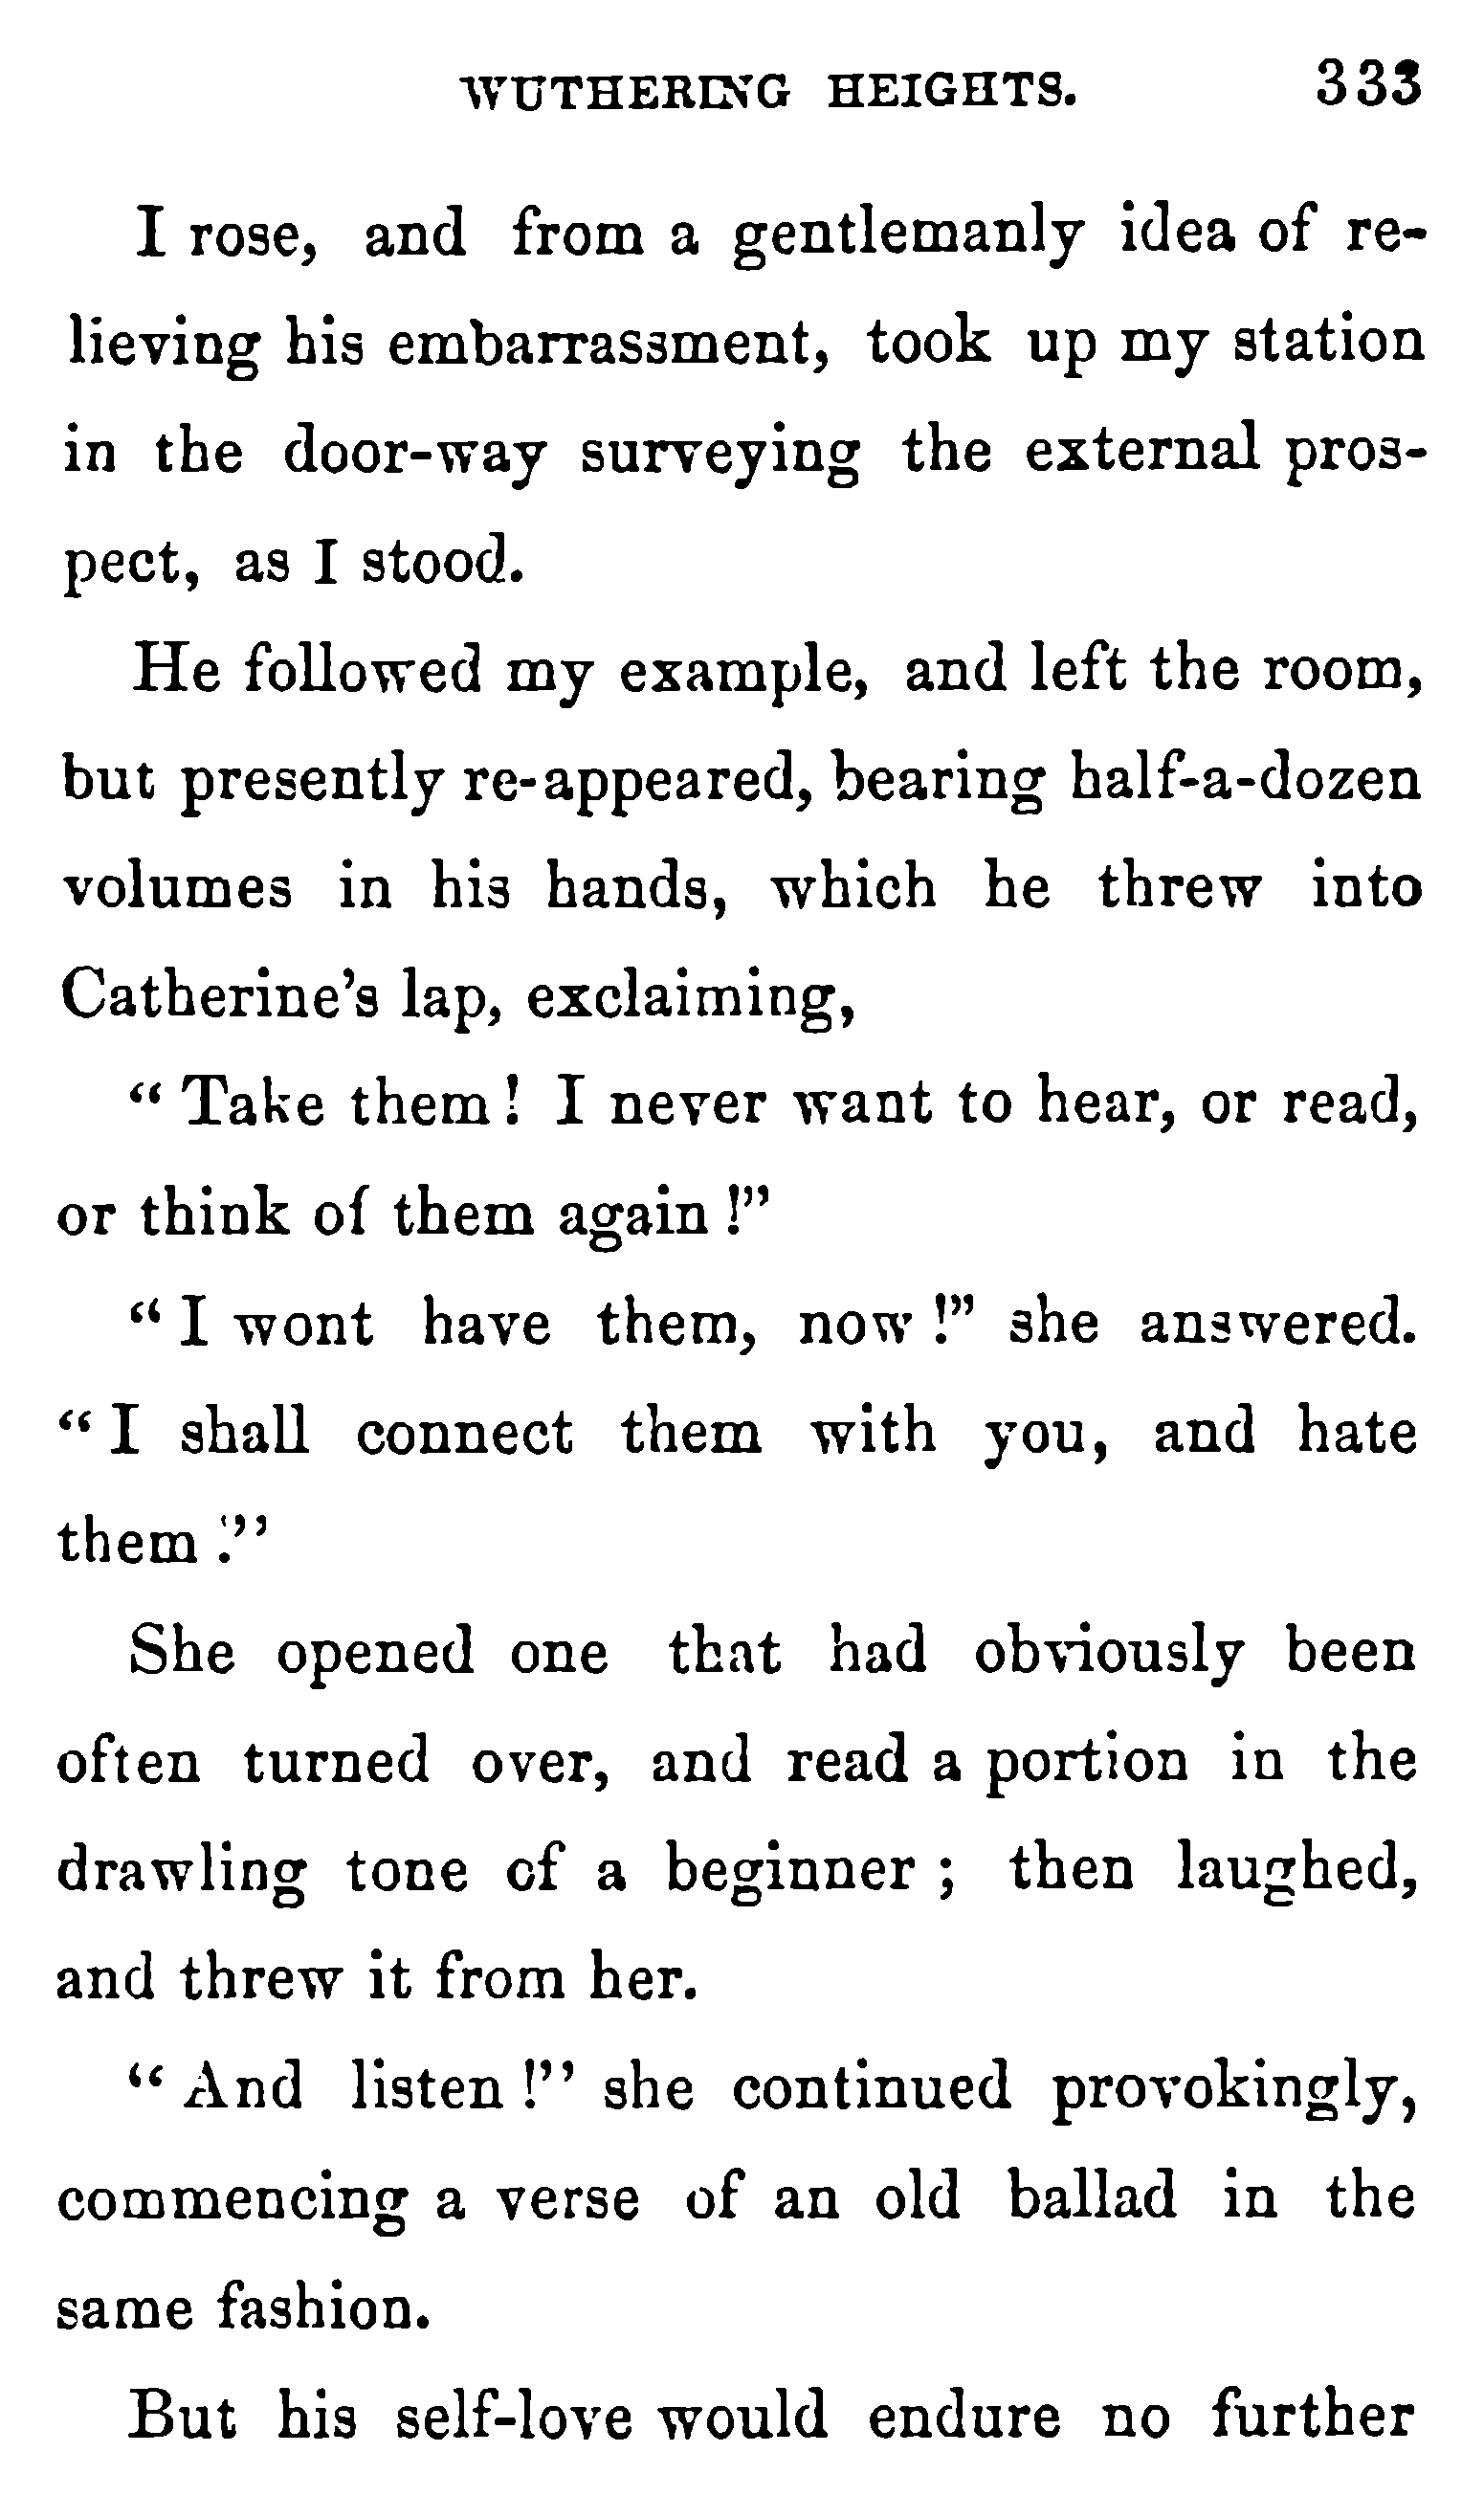 WUTHERING HEIGHTS. 333
I rose, and from a gentlemanly idea of re-
lieving his embarrassment, took up my station
in the door-way surveying the external pros-
pect, as I stood.
He followed my example, and left the room,
but presently re-appeared, bearing half-a-dozen
volumes in his hands, which he threw into
Catherine's lap, exclaiming,
“ Take them! I never want to hear, or read,
or think of them again !”
“ I wont have them, now !” she answered.
“ I shall connect them with you, and hate
them !”
She opened one that had obviously been
often turned over, and read a portion in the
drawling tone of a beginner ; then laughed,
and threw it from her.
“ And listen !” she continued provokingly,
commencing a verse of an old ballad in the
same fashion.
But his self-love would endure no further